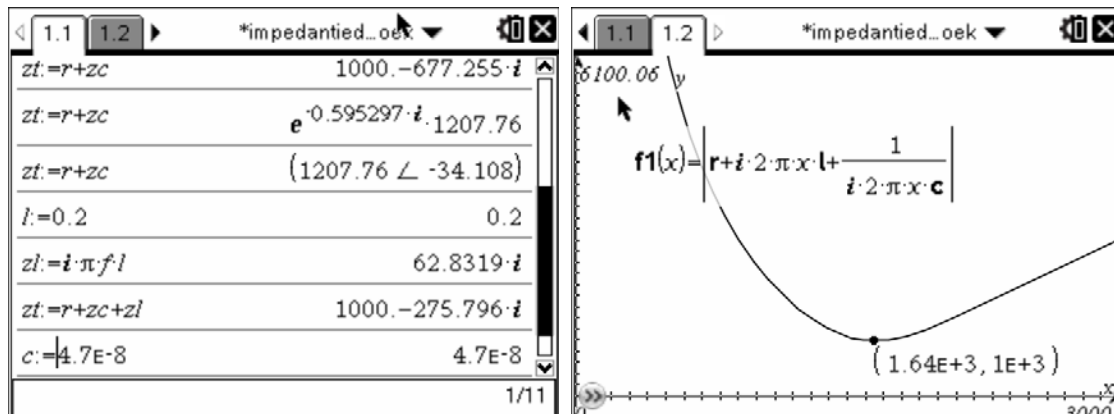 1.1 1.2 *impedantied…oek
zt:=r+zc 1000.−677.255·i
zt:=r+zc e^-0.595297·i·1207.76
zt:=r+zc (1207.76 ∠ -34.108)
l:=0.2 0.2
zl:=i·π·f·l 62.8319·i
zt:=r+zc+zl 1000.−275.796·i
c:=4.7E-8 4.7E-8
1/11
1.1 1.2 *impedantied…oek
6100.06 y
f1(x)=|r+i·2·π·x·l+1/(i·2·π·x·c)|
(1.64E+3, 1E+3)
x
0 3000